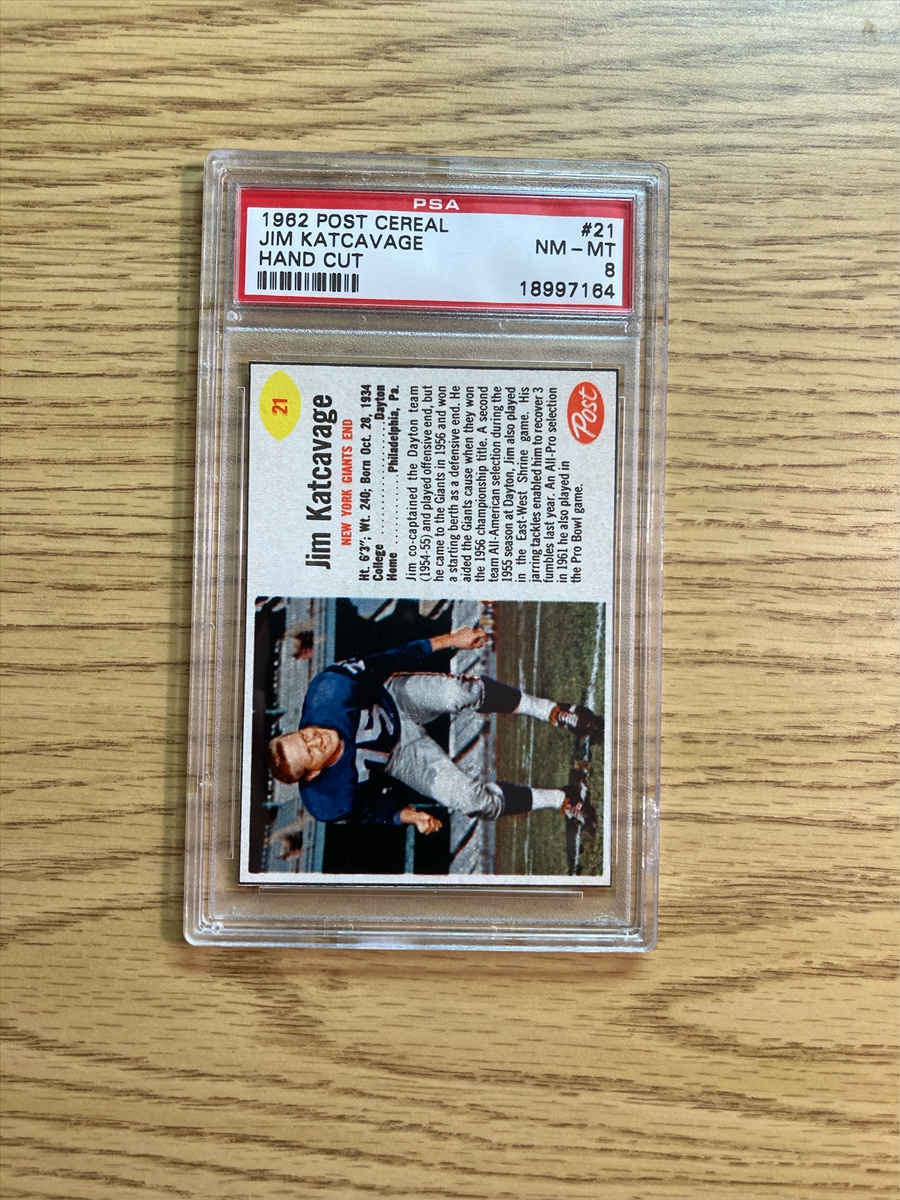 PSA
1962 POST CEREAL #21
JIM KATCAVAGE NM-MT
HAND CUT 8
18997164
21
Jim Katcavage
NEW YORK GIANTS END
Ht. 6'3"; Wt. 240; Born Oct. 28, 1934
College ....................Dayton
Home ............Philadelphia, Pa.
Jim co-captained the Dayton team
(1954-55) and played offensive end, but
he came to the Giants in 1956 and won
a starting berth as a defensive end. He
aided the Giants cause when they won
the 1956 championship title. A second
team All-American selection during the
1955 season at Dayton, Jim also played
in the East-West Shrine game. His
jarring tackles enabled him to recover 3
fumbles last year. An All-Pro selection
in 1961 he also played in
the Pro Bowl game.
Post
75